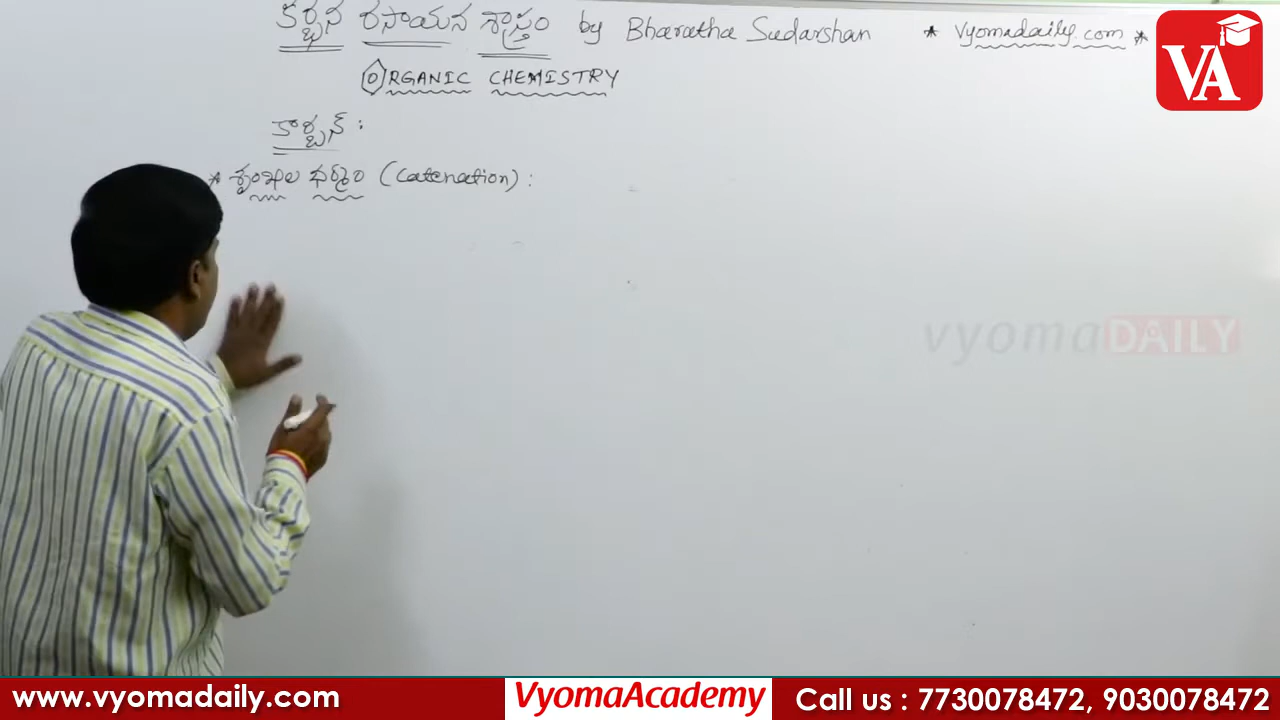 కర్బన రసాయన శాస్త్రం by Bharatha Sudarshan * vyomadaily.com *
VA
ORGANIC CHEMISTRY
కార్బన్ :
* శృంఖల ధర్మం (Catenation) :
vyomaDAILY
www.vyomadaily.com VyomaAcademy Call us : 7730078472, 9030078472